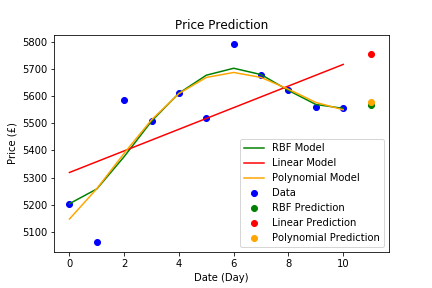 Price Prediction
5800
5700
5600
5500
5400
5300
5200
5100
Price (£)
0
2
4
6
8
10
Date (Day)
RBF Model
Linear Model
Polynomial Model
Data
RBF Prediction
Linear Prediction
Polynomial Prediction